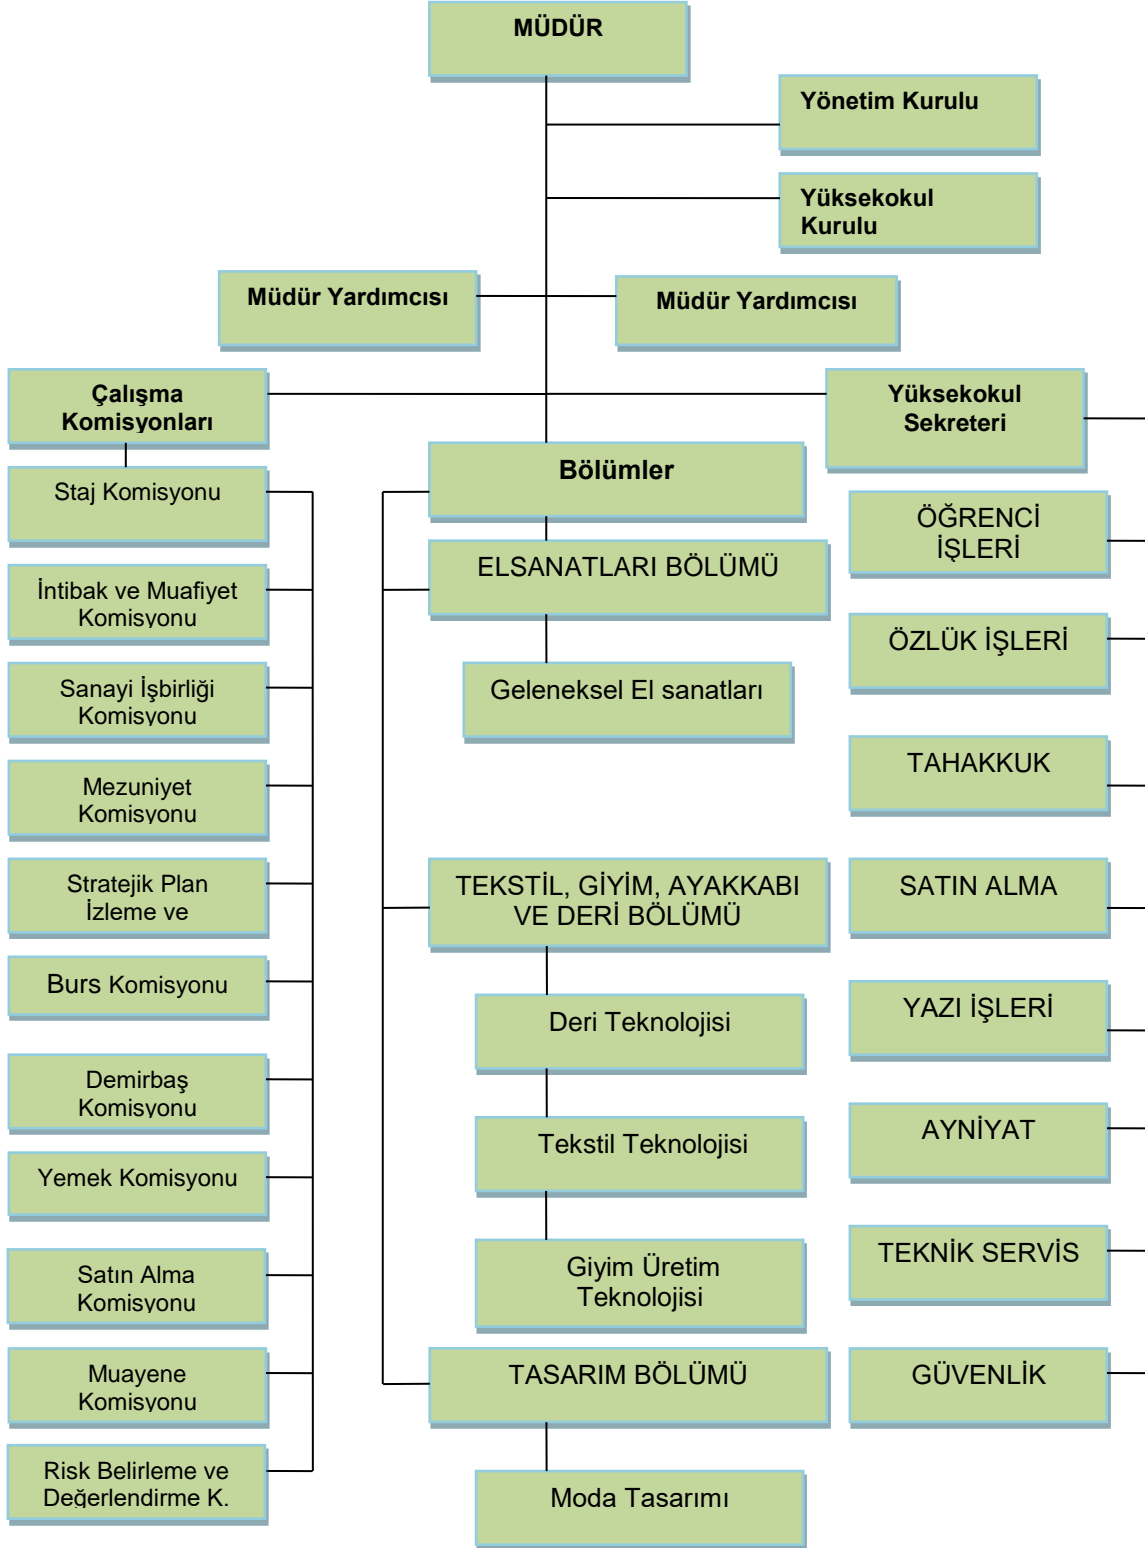 MÜDÜR
Yönetim Kurulu
Yüksekokul
Kurulu
Müdür Yardımcısı
Müdür Yardımcısı
Çalışma
Komisyonları
Staj Komisyonu
İntibak ve Muafiyet
Komisyonu
Sanayi İşbirliği
Komisyonu
Mezuniyet
Komisyonu
Stratejik Plan
İzleme ve
Burs Komisyonu
Demirbaş
Komisyonu
Yemek Komisyonu
Satın Alma
Komisyonu
Muayene
Komisyonu
Risk Belirleme ve
Değerlendirme K.
Bölümler
ELSANATLARI BÖLÜMÜ
Geleneksel El sanatları
TEKSTİL, GİYİM, AYAKKABI
VE DERİ BÖLÜMÜ
Deri Teknolojisi
Tekstil Teknolojisi
Giyim Üretim
Teknolojisi
TASARIM BÖLÜMÜ
Moda Tasarımı
Yüksekokul
Sekreteri
ÖĞRENCİ
İŞLERİ
ÖZLÜK İŞLERİ
TAHAKKUK
SATIN ALMA
YAZI İŞLERİ
AYNİYAT
TEKNİK SERVİS
GÜVENLİK